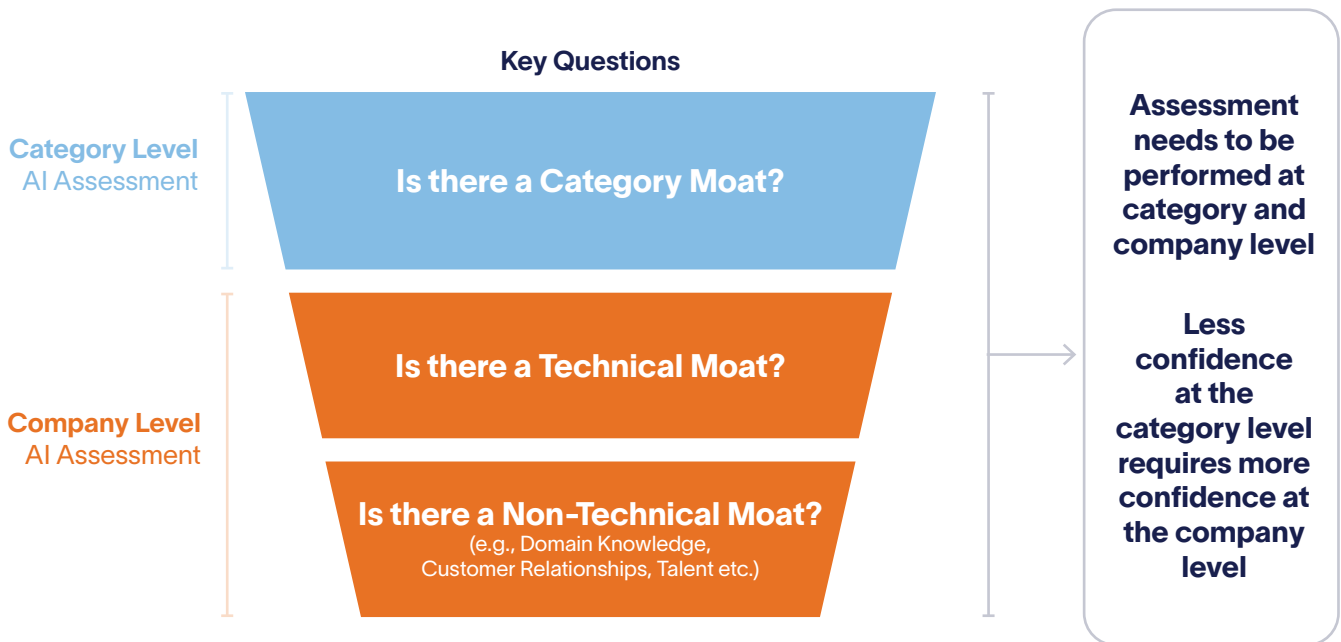 Key Questions
Category Level
AI Assessment
Is there a Category Moat?
Company Level
AI Assessment
Is there a Technical Moat?
Is there a Non-Technical Moat?
(e.g., Domain Knowledge,
Customer Relationships, Talent etc.)
Assessment
needs to be
performed at
category and
company level
Less
confidence
at the
category level
requires more
confidence at
the company
level